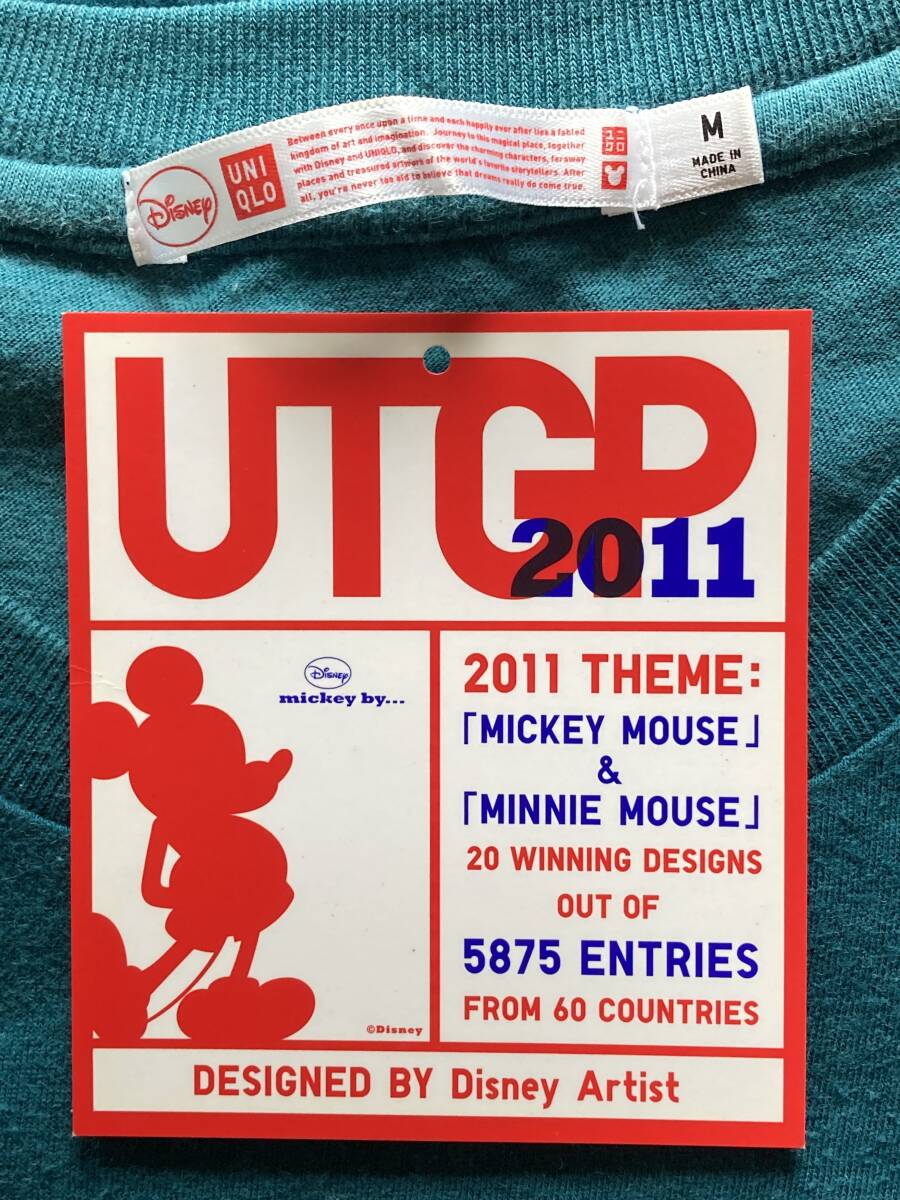 Disney
UNI
QLO
Between every once upon a time and each happily ever after lies a fabled
kingdom of art and imagination. Journey to this magical place, together
with Disney and UNIQLO, and discover the charming characters, faraway
places and treasured artwork of the world's favorite storytellers. After
all, you're never too old to believe that dreams really do come true.
ユニ
クロ
M
MADE IN
CHINA
UTGP
2011
Disney
mickey by...
©Disney
2011 THEME:
「MICKEY MOUSE」
&
「MINNIE MOUSE」
20 WINNING DESIGNS
OUT OF
5875 ENTRIES
FROM 60 COUNTRIES
DESIGNED BY Disney Artist